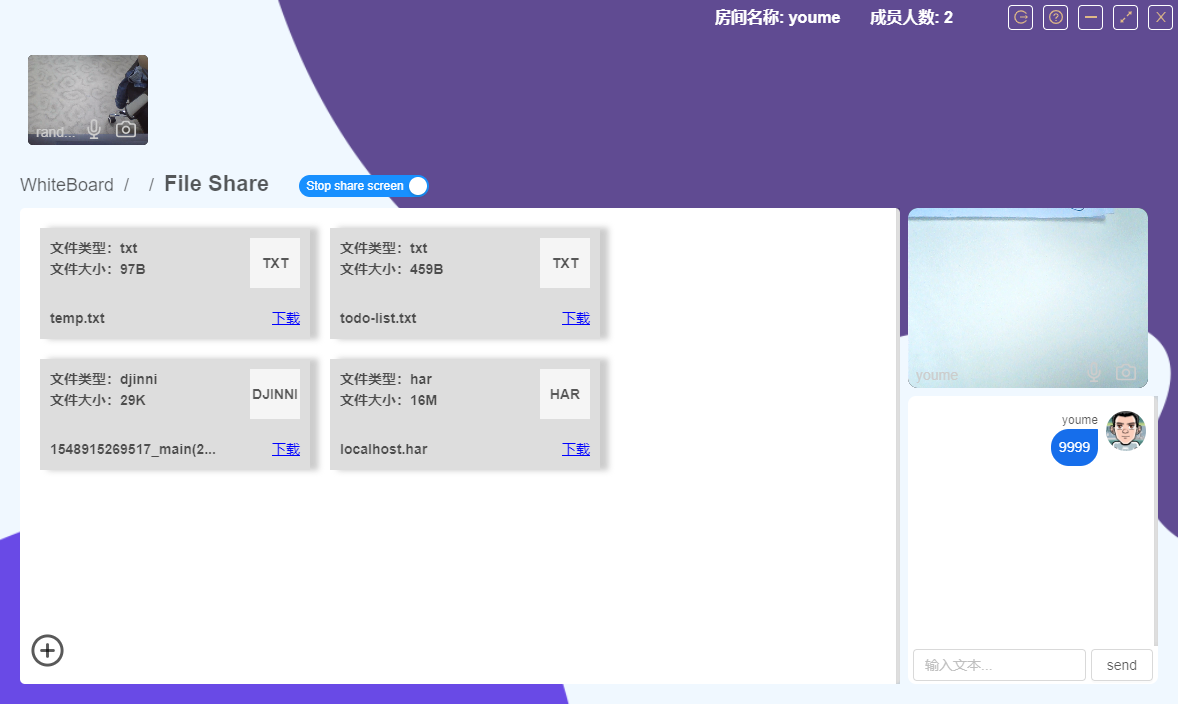 房间名称: youme 成员人数: 2
rand...
WhiteBoard / / File Share Stop share screen
文件类型：txt
文件大小：97B
TXT
temp.txt 下载
文件类型：txt
文件大小：459B
TXT
todo-list.txt 下载
文件类型：djinni
文件大小：29K
DJINNI
1548915269517_main(2... 下载
文件类型：har
文件大小：16M
HAR
localhost.har 下载
youme
youme
9999
输入文本... send